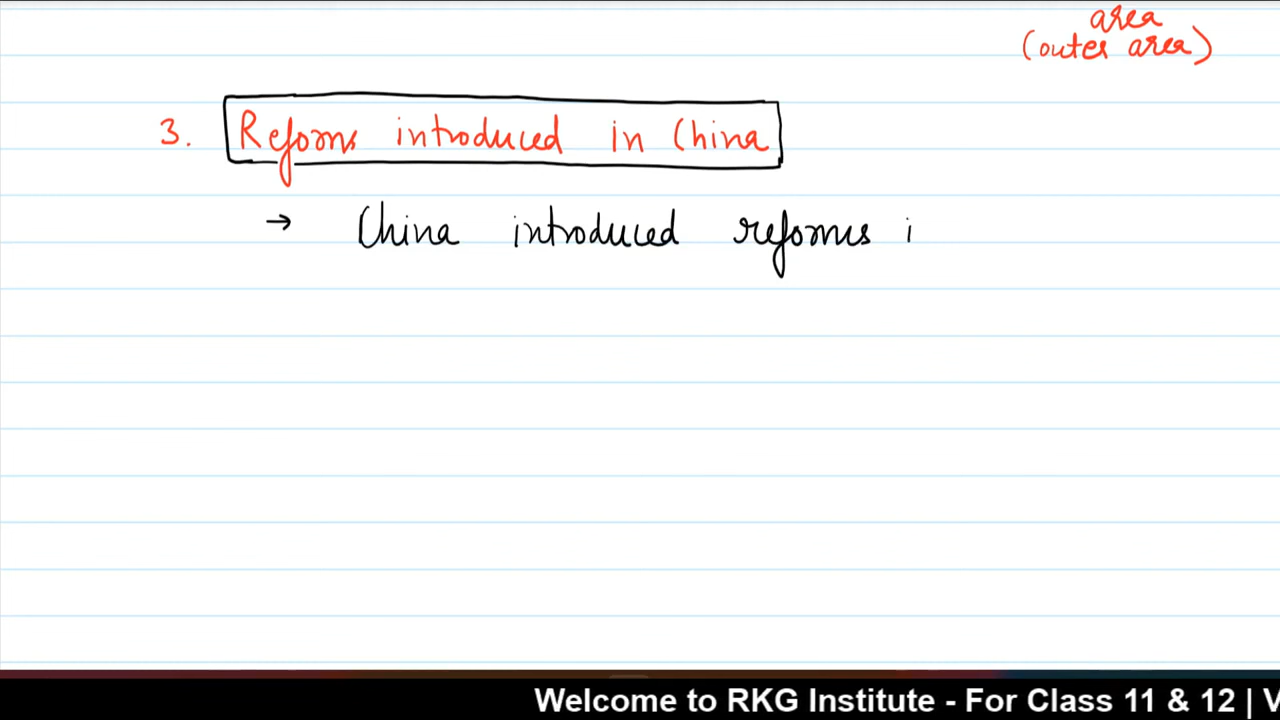 area
(outer area)
3. Reforms introduced in China
→ China introduced reforms i
Welcome to RKG Institute - For Class 11 & 12 | V